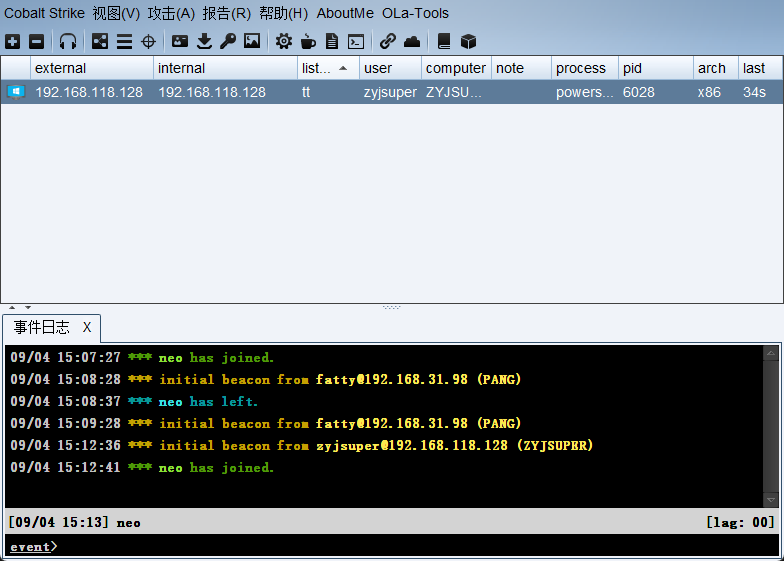 Cobalt Strike 视图(V) 攻击(A) 报告(R) 帮助(H) AboutMe OLa-Tools
external internal list... user computer note process pid arch last
192.168.118.128 192.168.118.128 tt zyjsuper ZYJSU... powers... 6028 x86 34s
事件日志 X
09/04 15:07:27 *** neo has joined.
09/04 15:08:28 *** initial beacon from fatty@192.168.31.98 (PANG)
09/04 15:08:37 *** neo has left.
09/04 15:09:28 *** initial beacon from fatty@192.168.31.98 (PANG)
09/04 15:12:36 *** initial beacon from zyjsuper@192.168.118.128 (ZYJSUPER)
09/04 15:12:41 *** neo has joined.
[09/04 15:13] neo [lag: 00]
event>